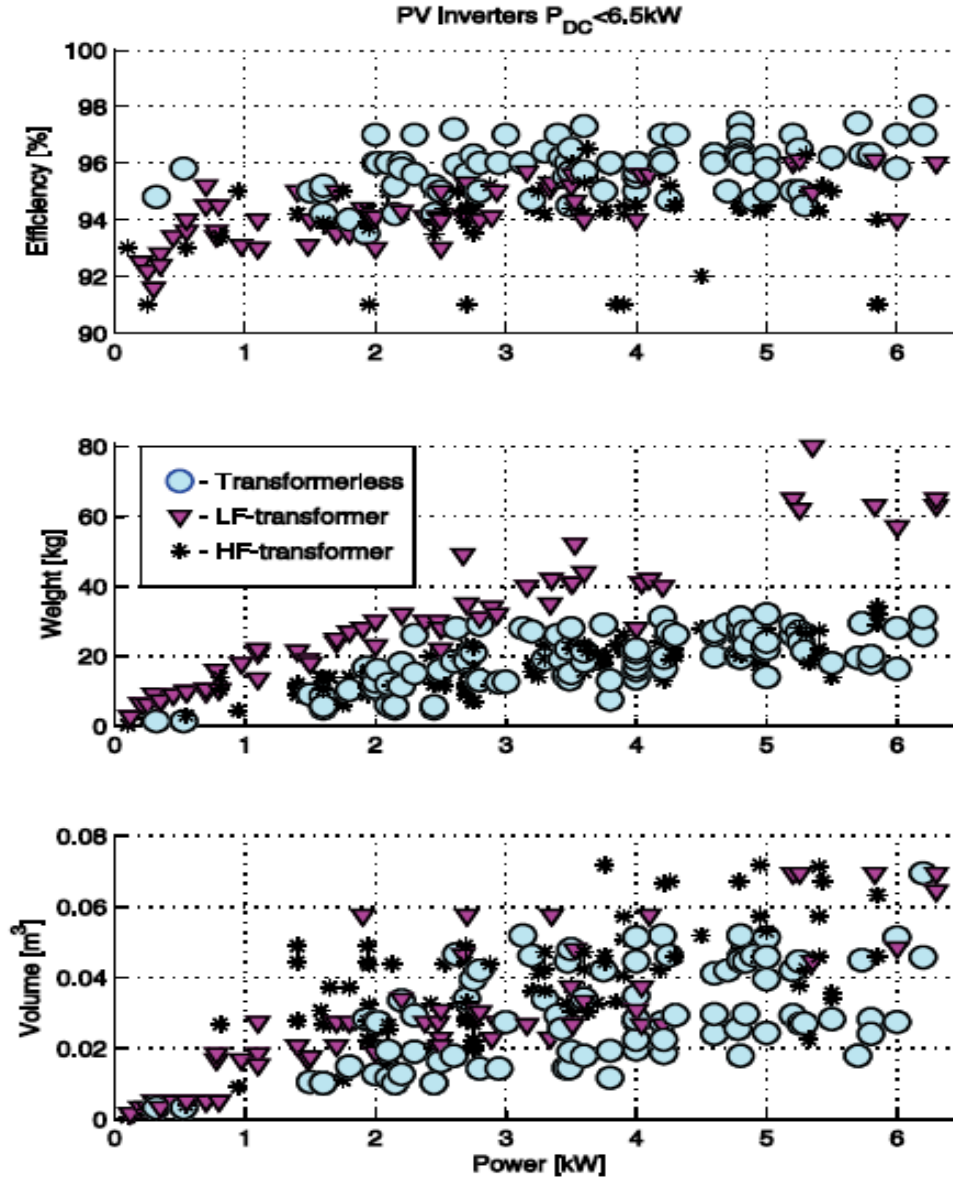 PV Inverters P_DC<6.5kW
Efficiency [%]
100
98
96
94
92
90
0 1 2 3 4 5 6
Weight [kg]
80
60
40
20
0
- Transformerless
- LF-transformer
- HF-transformer
0 1 2 3 4 5 6
Volume [m³]
0.08
0.06
0.04
0.02
0
0 1 2 3 4 5 6
Power [kW]